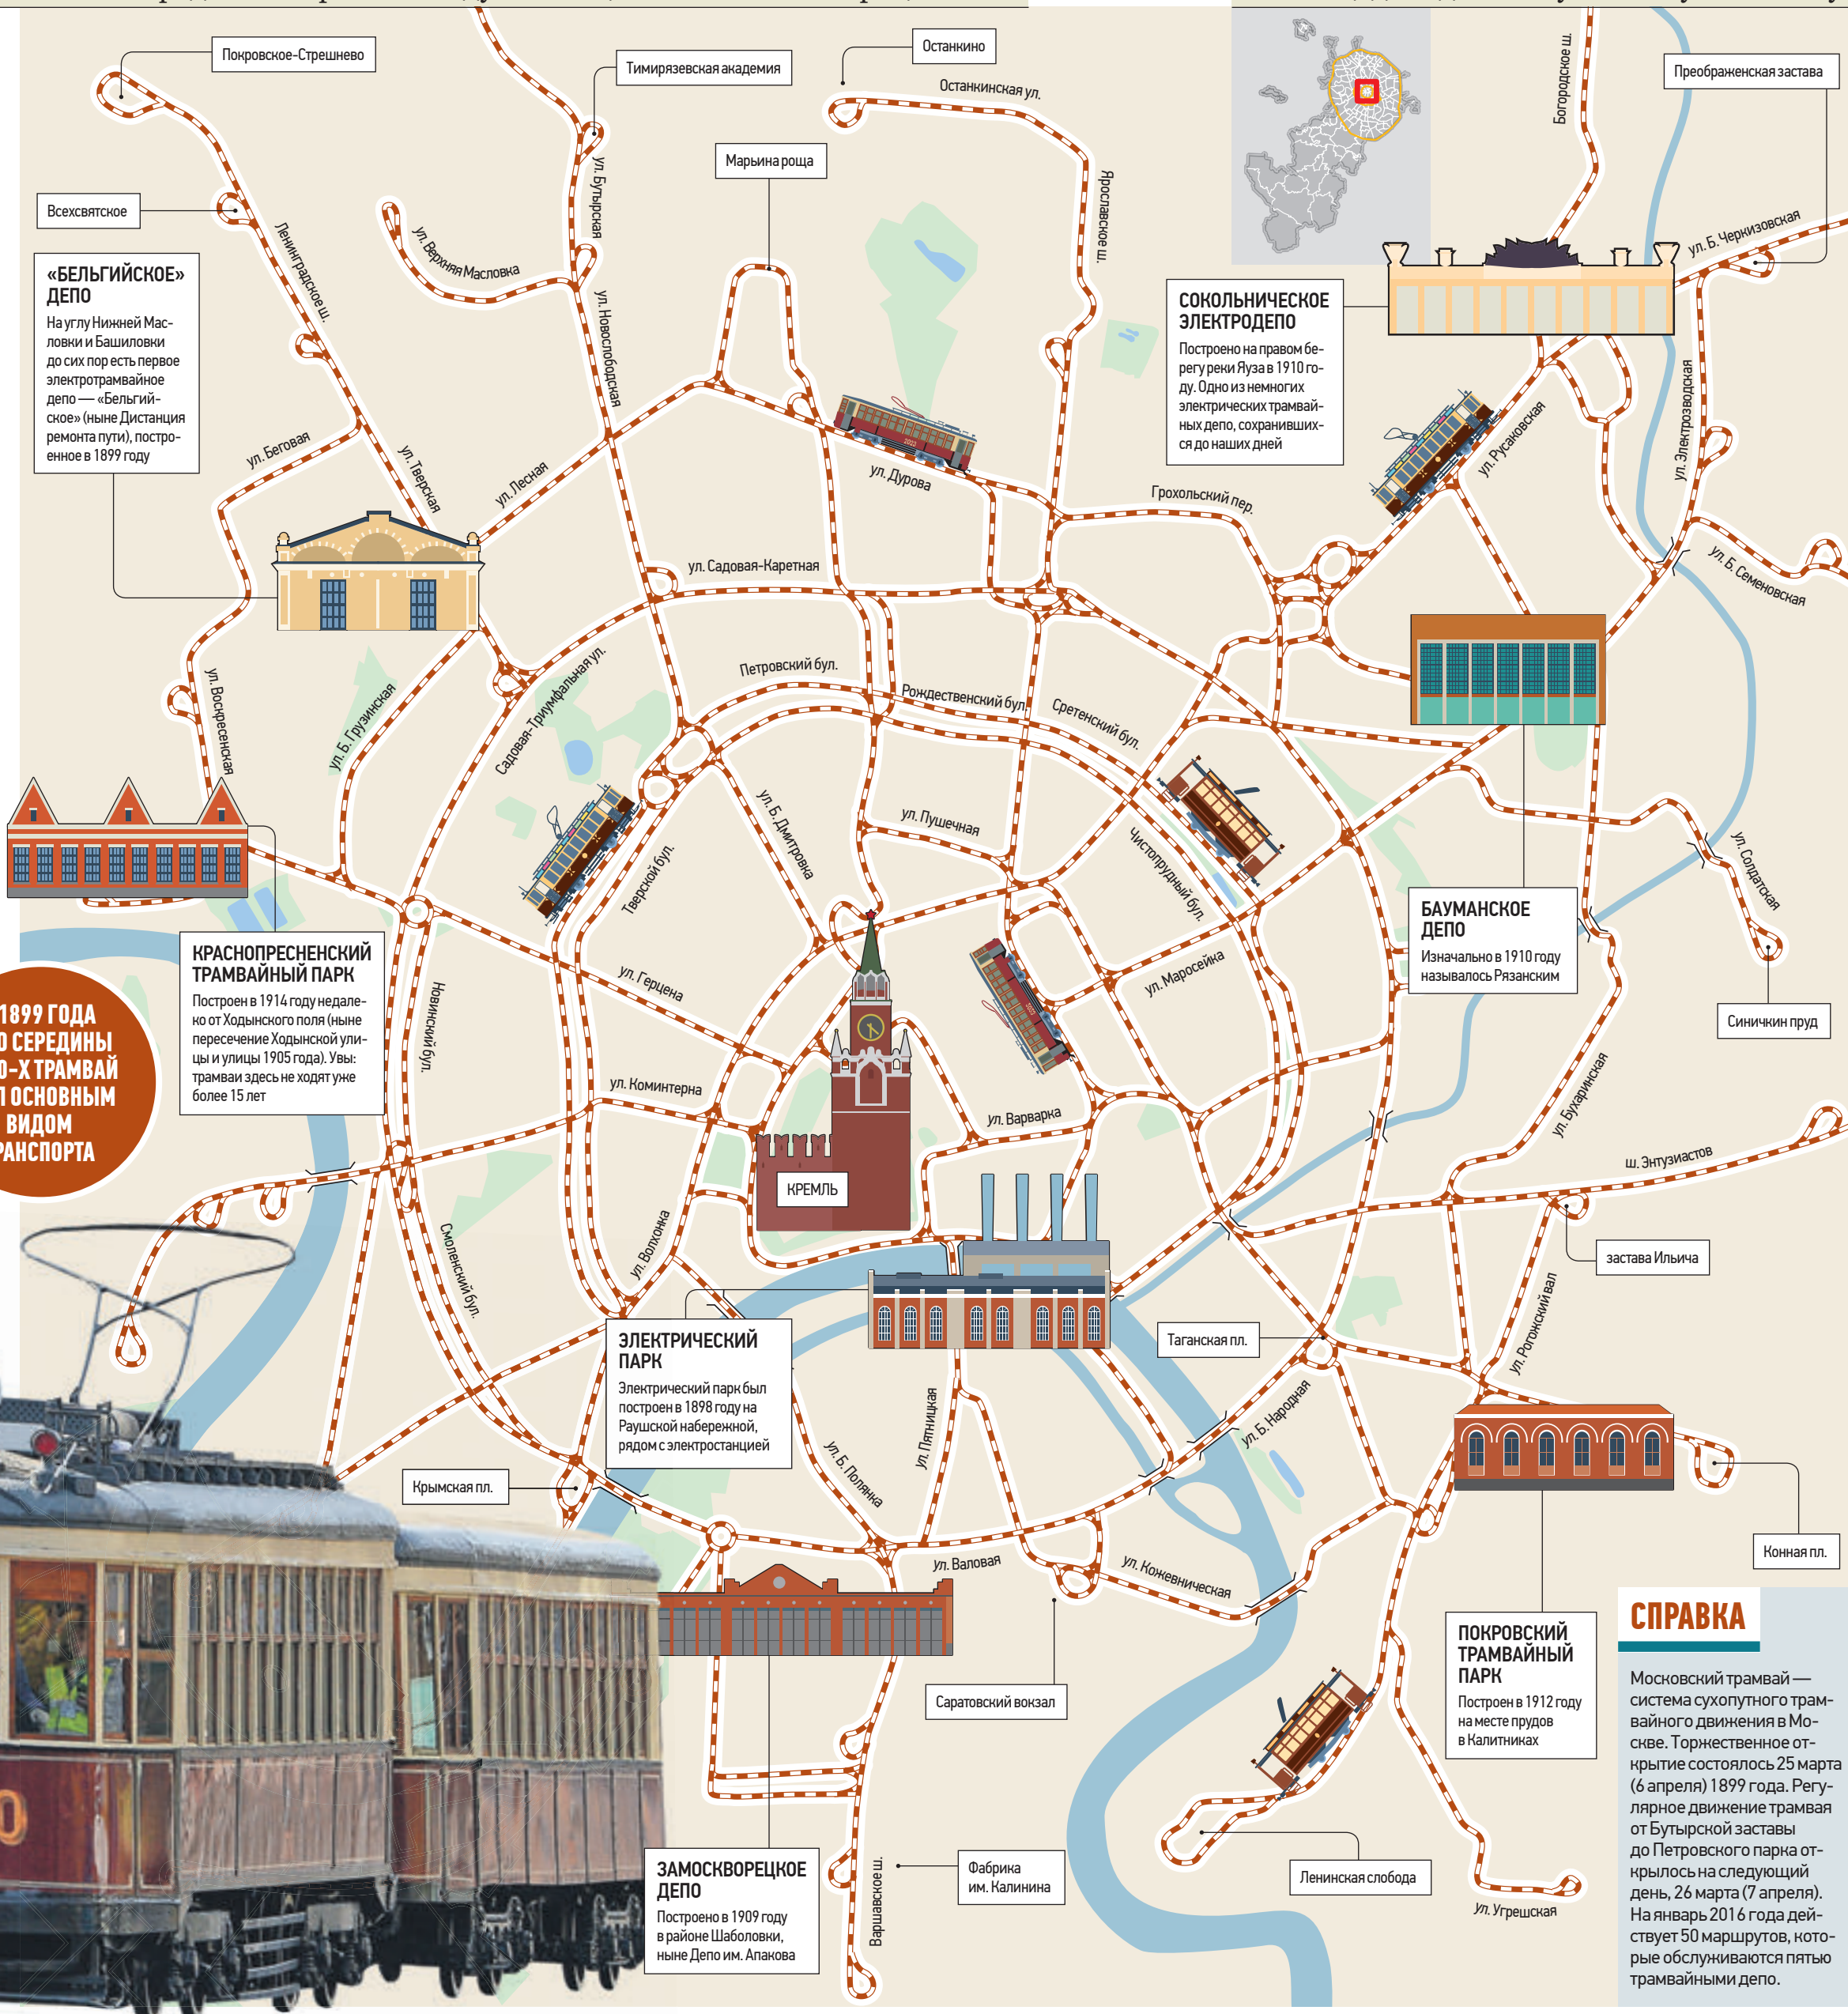 Покровское-Стрешнево
Тимирязевская академия
Останкино
Останкинская ул.
Богородское ш.
Преображенская застава
Марьина роща
ул. Бутырская
Ярославское ш.
Всехсвятское
Ленинградское ш.
ул. Верхняя Масловка
ул. Б. Черкизовская
«БЕЛЬГИЙСКОЕ»
ДЕПО
На углу Нижней Мас-
ловки и Башиловки
до сих пор есть первое
электротрамвайное
депо — «Бельгий-
ское» (ныне Дистанция
ремонта пути), постро-
енное в 1899 году
ул. Новослободская
СОКОЛЬНИЧЕСКОЕ
ЭЛЕКТРОДЕПО
Построено на правом бе-
регу реки Яуза в 1910 го-
ду. Одно из немногих
электрических трамвай-
ных депо, сохранивших-
ся до наших дней
ул. Электрозводская
ул. Русаковская
ул. Беговая
ул. Тверская
ул. Лесная
ул. Дурова
Грохольский пер.
ул. Садовая-Каретная
ул. Б. Семеновская
ул. Воскресенская
ул. Б. Грузинская
Садовая-Триумфальная ул.
Петровский бул.
Рождественский бул.
Сретенский бул.
ул. Б. Дмитровка
ул. Пушечная
Чистопрудный бул.
Тверской бул.
ул. Солдатская
БАУМАНСКОЕ
ДЕПО
Изначально в 1910 году
называлось Рязанским
КРАСНОПРЕСНЕНСКИЙ
ТРАМВАЙНЫЙ ПАРК
Построен в 1914 году недале-
ко от Ходынского поля (ныне
пересечение Ходынской ули-
цы и улицы 1905 года). Увы:
трамваи здесь не ходят уже
более 15 лет
Новинский бул.
ул. Герцена
ул. Маросейка
Синичкин пруд
1899 ГОДА
О СЕРЕДИНЫ
0-Х ТРАМВАЙ
Л ОСНОВНЫМ
ВИДОМ
РАНСПОРТА
ул. Коминтерна
ул. Варварка
ул. Бухаринская
ш. Энтузиастов
КРЕМЛЬ
Смоленский бул.
ул. Волхонка
застава Ильича
ЭЛЕКТРИЧЕСКИЙ
ПАРК
Электрический парк был
построен в 1898 году на
Раушской набережной,
рядом с электростанцией
Таганская пл.
ул. Рогожский вал
ул. Пятницкая
ул. Б. Народная
Крымская пл.
ул. Б. Полянка
ул. Валовая
ул. Кожевническая
Конная пл.
Саратовский вокзал
ПОКРОВСКИЙ
ТРАМВАЙНЫЙ
ПАРК
Построен в 1912 году
на месте прудов
в Калитниках
СПРАВКА
Московский трамвай —
система сухопутного трам-
вайного движения в Мо-
скве. Торжественное от-
крытие состоялось 25 марта
(6 апреля) 1899 года. Регу-
лярное движение трамвая
от Бутырской заставы
до Петровского парка от-
крылось на следующий
день, 26 марта (7 апреля).
На январь 2016 года дей-
ствует 50 маршрутов, кото-
рые обслуживаются пятью
трамвайными депо.
ЗАМОСКВОРЕЦКОЕ
ДЕПО
Построено в 1909 году
в районе Шаболовки,
ныне Депо им. Апакова
Варшавское ш.
Фабрика
им. Калинина
Ленинская слобода
ул. Угрешская